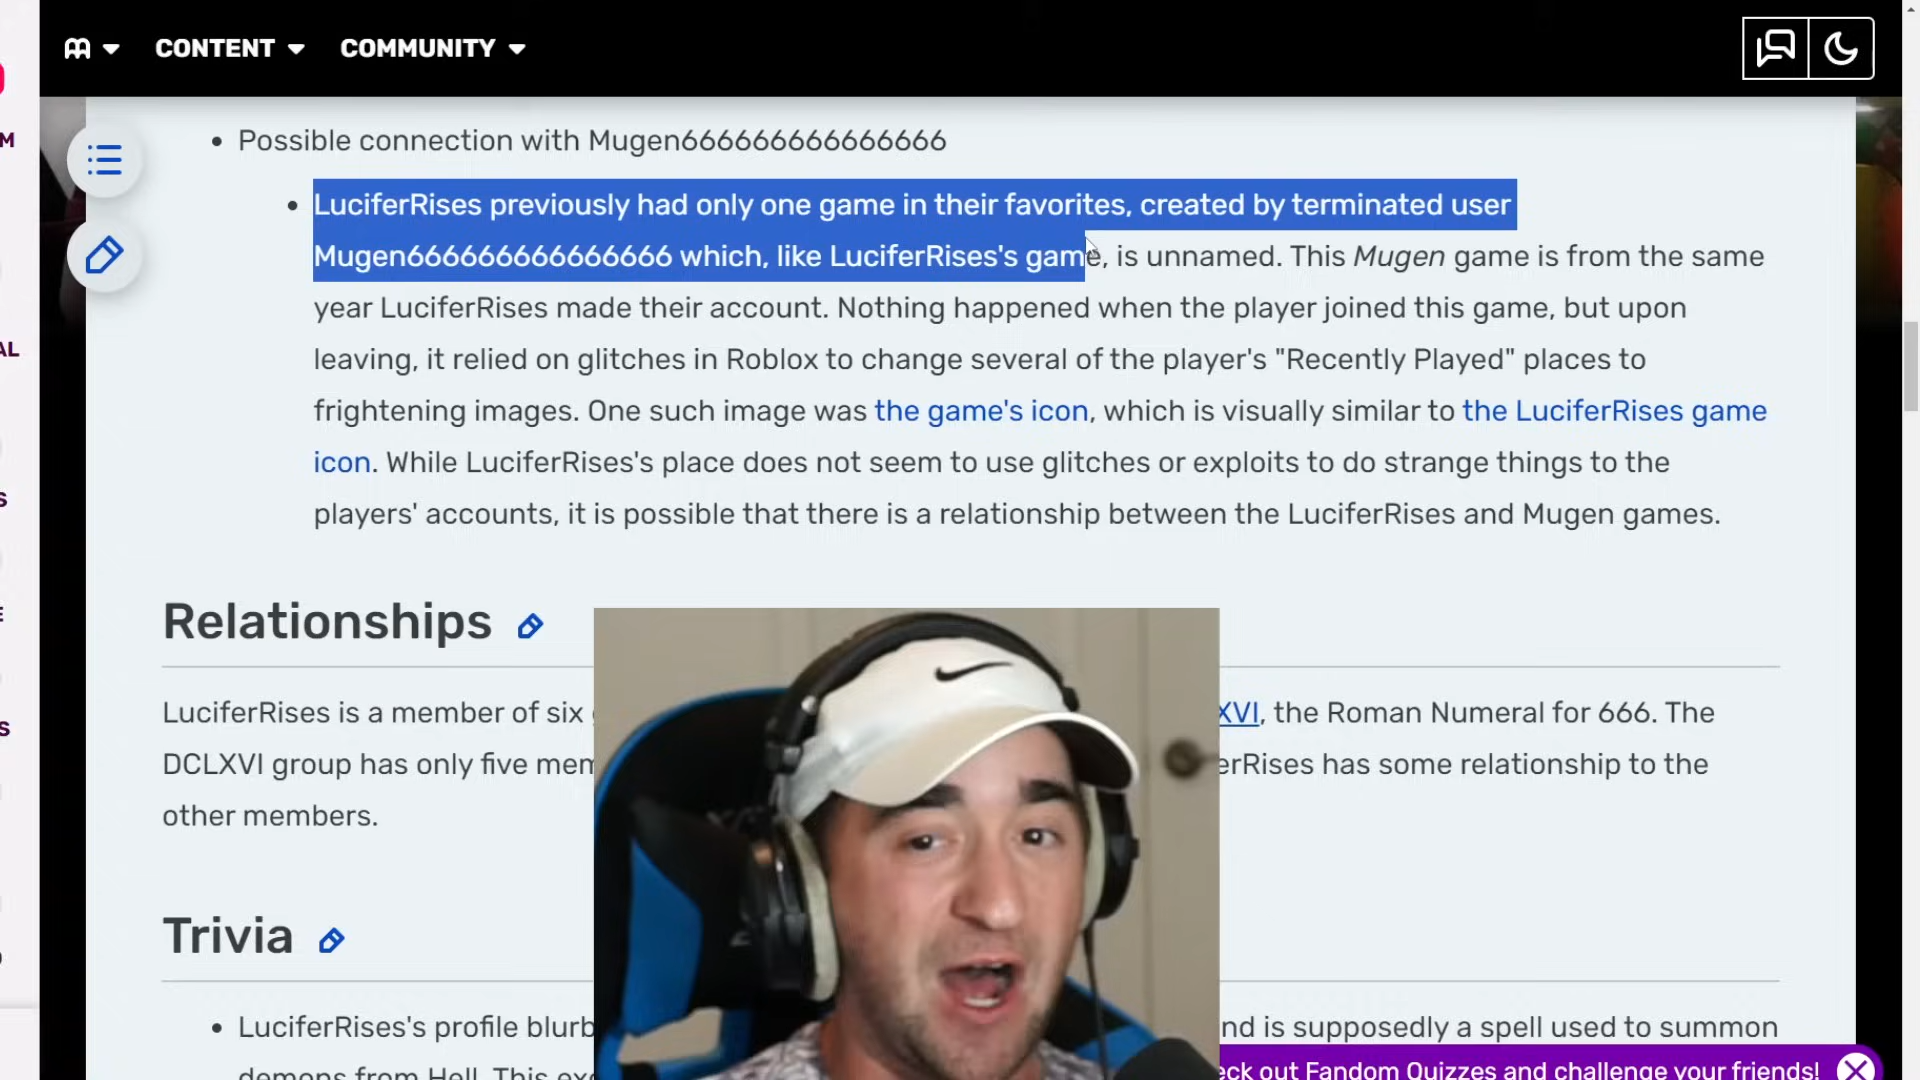 CONTENT COMMUNITY
M
Possible connection with Mugen666666666666666
LuciferRises previously had only one game in their favorites, created by terminated user
Mugen666666666666666 which, like LuciferRises's game, is unnamed. This Mugen game is from the same
year LuciferRises made their account. Nothing happened when the player joined this game, but upon
AL
leaving, it relied on glitches in Roblox to change several of the player's "Recently Played" places to
frightening images. One such image was the game's icon, which is visually similar to the LuciferRises game
icon. While LuciferRises's place does not seem to use glitches or exploits to do strange things to the
S
players' accounts, it is possible that there is a relationship between the LuciferRises and Mugen games.
E
Relationships
LuciferRises is a member of six XVI, the Roman Numeral for 666. The
S
DCLXVI group has only five mem erRises has some relationship to the
other members.
Trivia
LuciferRises's profile blurb nd is supposedly a spell used to summon
demons from Hell. This exc
eck out Fandom Quizzes and challenge your friends!